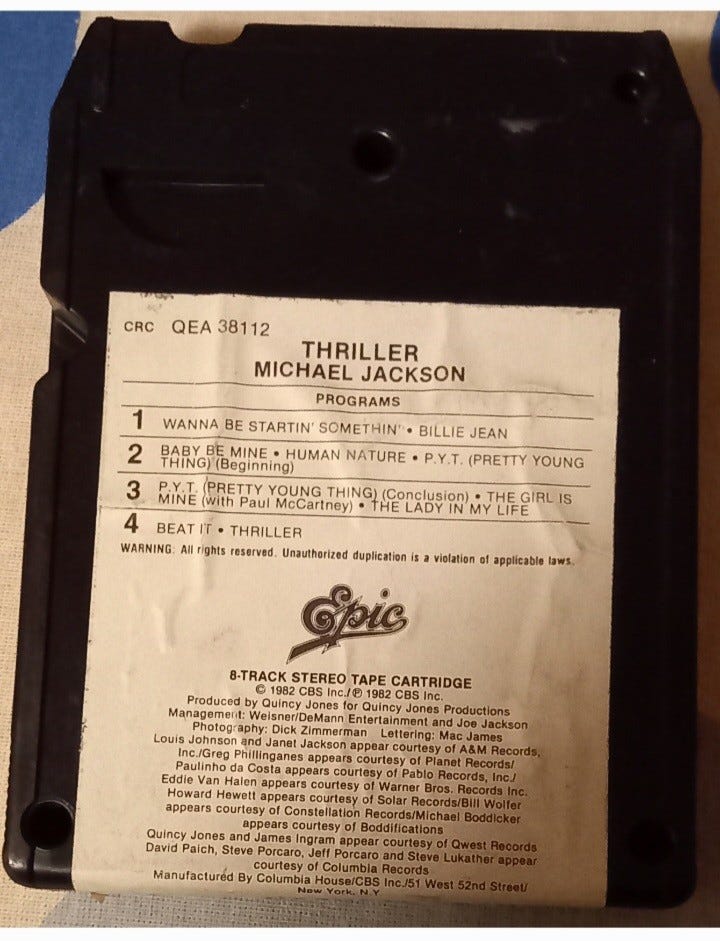 CRC QEA 38112
THRILLER
MICHAEL JACKSON
PROGRAMS
1 WANNA BE STARTIN' SOMETHIN' • BILLIE JEAN
2 BABY BE MINE • HUMAN NATURE • P.Y.T. (PRETTY YOUNG
THING) (Beginning)
3 P.Y.T. (PRETTY YOUNG THING) (Conclusion) • THE GIRL IS
MINE (with Paul McCartney) • THE LADY IN MY LIFE
4 BEAT IT • THRILLER
WARNING: All rights reserved. Unauthorized duplication is a violation of applicable laws.
Epic
8-TRACK STEREO TAPE CARTRIDGE
© 1982 CBS Inc./℗ 1982 CBS Inc.
Produced by Quincy Jones for Quincy Jones Productions
Management: Weisner/DeMann Entertainment and Joe Jackson
Photography: Dick Zimmerman Lettering: Mac James
Louis Johnson and Janet Jackson appear courtesy of A&M Records,
Inc./Greg Phillinganes appears courtesy of Planet Records/
Paulinho da Costa appears courtesy of Pablo Records, Inc./
Eddie Van Halen appears courtesy of Warner Bros. Records Inc.
Howard Hewett appears courtesy of Solar Records/Bill Wolfer
appears courtesy of Constellation Records/Michael Boddicker
appears courtesy of Boddifications
Quincy Jones and James Ingram appear courtesy of Qwest Records
David Paich, Steve Porcaro, Jeff Porcaro and Steve Lukather appear
courtesy of Columbia Records
Manufactured By Columbia House/CBS Inc./51 West 52nd Street/
New York, N.Y.